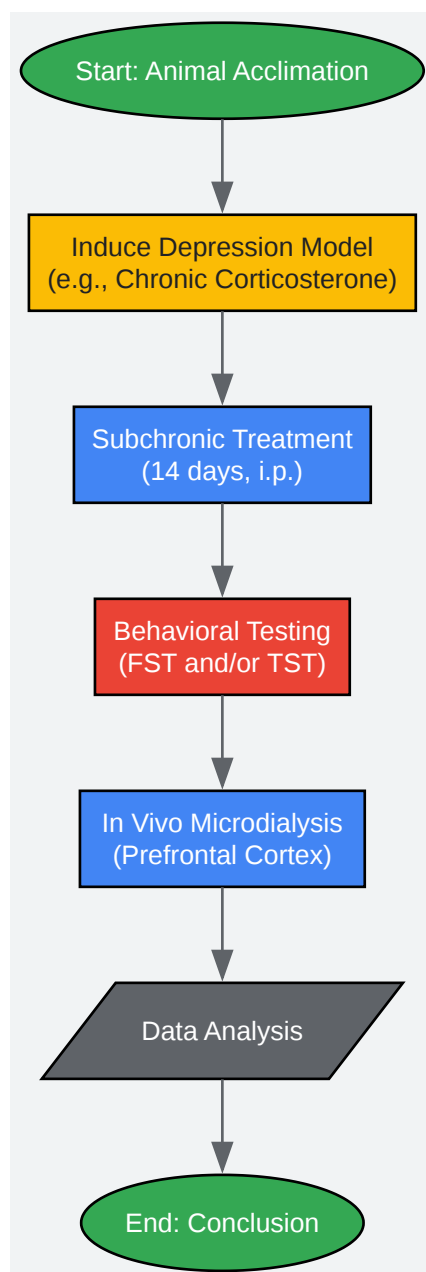 Start: Animal Acclimation
Induce Depression Model
(e.g., Chronic Corticosterone)
Subchronic Treatment
(14 days, i.p.)
Behavioral Testing
(FST and/or TST)
In Vivo Microdialysis
(Prefrontal Cortex)
Data Analysis
End: Conclusion